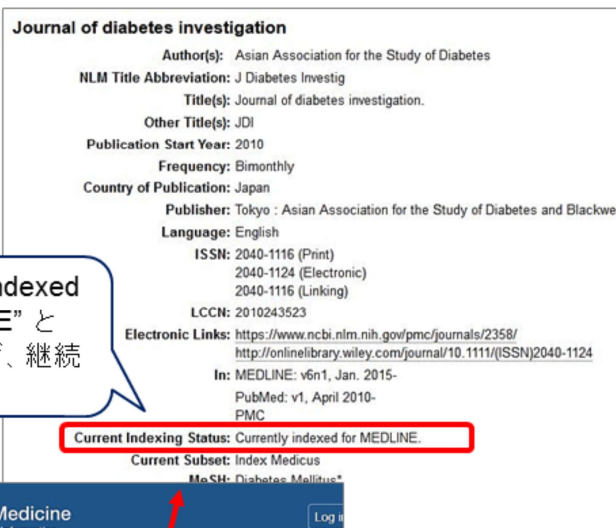 Journal of diabetes investigation
Author(s): Asian Association for the Study of Diabetes
NLM Title Abbreviation: J Diabetes Investig
Title(s): Journal of diabetes investigation.
Other Title(s): JDI
Publication Start Year: 2010
Frequency: Bimonthly
Country of Publication: Japan
Publisher: Tokyo : Asian Association for the Study of Diabetes and Blackwe
Language: English
ISSN: 2040-1116 (Print)
2040-1124 (Electronic)
2040-1116 (Linking)
LCCN: 2010243523
Electronic Links: https://www.ncbi.nlm.nih.gov/pmc/journals/2358/
http://onlinelibrary.wiley.com/journal/10.1111/(ISSN)2040-1124
In: MEDLINE: v6n1, Jan. 2015-
PubMed: v1, April 2010-
PMC
Current Indexing Status: Currently indexed for MEDLINE.
Current Subset: Index Medicus
MeSH: Diabetes Mellitus*
ndexed
E” と
、継続
Medicine
Log i